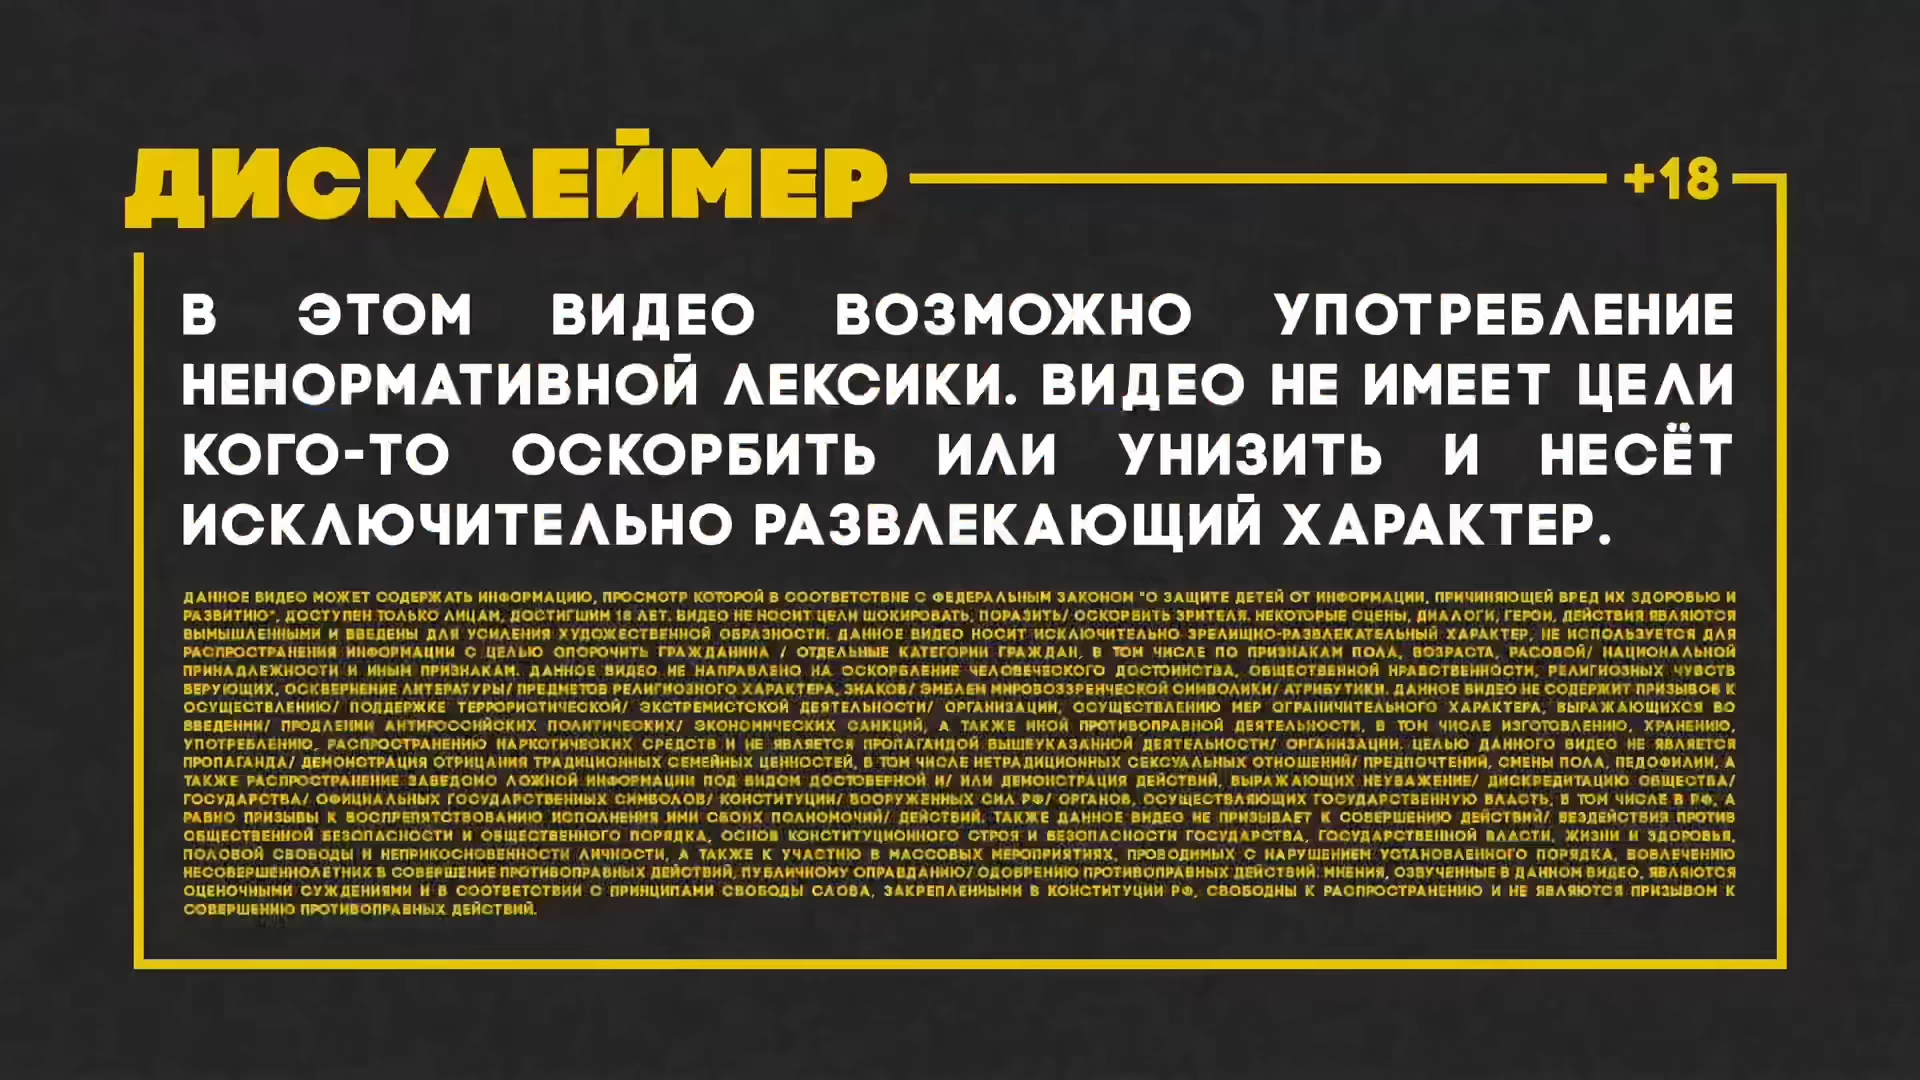 ДИСКЛЕЙМЕР
+18
В ЭТОМ ВИДЕО ВОЗМОЖНО УПОТРЕБЛЕНИЕ
НЕНОРМАТИВНОЙ ЛЕКСИКИ. ВИДЕО НЕ ИМЕЕТ ЦЕЛИ
КОГО-ТО ОСКОРБИТЬ ИЛИ УНИЗИТЬ И НЕСЁТ
ИСКЛЮЧИТЕЛЬНО РАЗВЛЕКАЮЩИЙ ХАРАКТЕР.
ДАННОЕ ВИДЕО МОЖЕТ СОДЕРЖАТЬ ИНФОРМАЦИЮ, ПРОСМОТР КОТОРОЙ В СООТВЕТСТВИЕ С ФЕДЕРАЛЬНЫМ ЗАКОНОМ "О ЗАЩИТЕ ДЕТЕЙ ОТ ИНФОРМАЦИИ, ПРИЧИНЯЮЩЕЙ ВРЕД ИХ ЗДОРОВЬЮ И
РАЗВИТИЮ", ДОСТУПЕН ТОЛЬКО ЛИЦАМ, ДОСТИГШИМ 18 ЛЕТ. ВИДЕО НЕ НОСИТ ЦЕЛИ ШОКИРОВАТЬ, ПОРАЗИТЬ/ ОСКОРБИТЬ ЗРИТЕЛЯ. НЕКОТОРЫЕ СЦЕНЫ, ДИАЛОГИ, ГЕРОИ, ДЕЙСТВИЯ ЯВЛЯЮТСЯ
ВЫМЫШЛЕННЫМИ И ВВЕДЕНЫ ДЛЯ УСИЛЕНИЯ ХУДОЖЕСТВЕННОЙ ОБРАЗНОСТИ. ДАННОЕ ВИДЕО НОСИТ ИСКЛЮЧИТЕЛЬНО ЗРЕЛИЩНО-РАЗВЛЕКАТЕЛЬНЫЙ ХАРАКТЕР, НЕ ИСПОЛЬЗУЕТСЯ ДЛЯ
РАСПРОСТРАНЕНИЯ ИНФОРМАЦИИ С ЦЕЛЬЮ ОПОРОЧИТЬ ГРАЖДАНИНА / ОТДЕЛЬНЫЕ КАТЕГОРИИ ГРАЖДАН, В ТОМ ЧИСЛЕ ПО ПРИЗНАКАМ ПОЛА, ВОЗРАСТА, РАСОВОЙ/ НАЦИОНАЛЬНОЙ
ПРИНАДЛЕЖНОСТИ И ИНЫМ ПРИЗНАКАМ. ДАННОЕ ВИДЕО НЕ НАПРАВЛЕНО НА ОСКОРБЛЕНИЕ ЧЕЛОВЕЧЕСКОГО ДОСТОИНСТВА, ОБЩЕСТВЕННОЙ НРАВСТВЕННОСТИ, РЕЛИГИОЗНЫХ ЧУВСТВ
ВЕРУЮЩИХ, ОСКВЕРНЕНИЕ ЛИТЕРАТУРЫ/ ПРЕДМЕТОВ РЕЛИГИОЗНОГО ХАРАКТЕРА, ЗНАКОВ/ ЭМБЛЕМ МИРОВОЗЗРЕНЧЕСКОЙ СИМВОЛИКИ/ АТРИБУТИКИ. ДАННОЕ ВИДЕО НЕ СОДЕРЖИТ ПРИЗЫВОВ К
ОСУЩЕСТВЛЕНИЮ/ ПОДДЕРЖКЕ ТЕРРОРИСТИЧЕСКОЙ/ ЭКСТРЕМИСТСКОЙ ДЕЯТЕЛЬНОСТИ/ ОРГАНИЗАЦИИ, ОСУЩЕСТВЛЕНИЮ МЕР ОГРАНИЧИТЕЛЬНОГО ХАРАКТЕРА, ВЫРАЖАЮЩИХСЯ ВО
ВВЕДЕНИИ/ ПРОДЛЕНИИ АНТИРОССИЙСКИХ ПОЛИТИЧЕСКИХ/ ЭКОНОМИЧЕСКИХ САНКЦИЙ, А ТАКЖЕ ИНОЙ ПРОТИВОПРАВНОЙ ДЕЯТЕЛЬНОСТИ, В ТОМ ЧИСЛЕ ИЗГОТОВЛЕНИЮ, ХРАНЕНИЮ,
УПОТРЕБЛЕНИЮ, РАСПРОСТРАНЕНИЮ НАРКОТИЧЕСКИХ СРЕДСТВ И НЕ ЯВЛЯЕТСЯ ПРОПАГАНДОЙ ВЫШЕУКАЗАННОЙ ДЕЯТЕЛЬНОСТИ/ ОРГАНИЗАЦИИ. ЦЕЛЬЮ ДАННОГО ВИДЕО НЕ ЯВЛЯЕТСЯ
ПРОПАГАНДА/ ДЕМОНСТРАЦИЯ ОТРИЦАНИЯ ТРАДИЦИОННЫХ СЕМЕЙНЫХ ЦЕННОСТЕЙ, В ТОМ ЧИСЛЕ НЕТРАДИЦИОННЫХ СЕКСУАЛЬНЫХ ОТНОШЕНИЙ/ ПРЕДПОЧТЕНИЙ, СМЕНЫ ПОЛА, ПЕДОФИЛИИ, А
ТАКЖЕ РАСПРОСТРАНЕНИЕ ЗАВЕДОМО ЛОЖНОЙ ИНФОРМАЦИИ ПОД ВИДОМ ДОСТОВЕРНОЙ И/ ИЛИ ДЕМОНСТРАЦИЯ ДЕЙСТВИЙ, ВЫРАЖАЮЩИХ НЕУВАЖЕНИЕ/ ДИСКРЕДИТАЦИЮ ОБЩЕСТВА/
ГОСУДАРСТВА/ ОФИЦИАЛЬНЫХ ГОСУДАРСТВЕННЫХ СИМВОЛОВ/ КОНСТИТУЦИИ/ ВООРУЖЕННЫХ СИЛ РФ/ ОРГАНОВ, ОСУЩЕСТВЛЯЮЩИХ ГОСУДАРСТВЕННУЮ ВЛАСТЬ, В ТОМ ЧИСЛЕ В РФ, А
РАВНО ПРИЗЫВЫ К ВОСПРЕПЯТСТВОВАНИЮ ИСПОЛНЕНИЯ ИМИ СВОИХ ПОЛНОМОЧИЙ/ ДЕЙСТВИЙ. ТАКЖЕ ДАННОЕ ВИДЕО НЕ ПРИЗЫВАЕТ К СОВЕРШЕНИЮ ДЕЙСТВИЙ/ БЕЗДЕЙСТВИЯ ПРОТИВ
ОБЩЕСТВЕННОЙ БЕЗОПАСНОСТИ И ОБЩЕСТВЕННОГО ПОРЯДКА, ОСНОВ КОНСТИТУЦИОННОГО СТРОЯ И БЕЗОПАСНОСТИ ГОСУДАРСТВА, ГОСУДАРСТВЕННОЙ ВЛАСТИ, ЖИЗНИ И ЗДОРОВЬЯ,
ПОЛОВОЙ СВОБОДЫ И НЕПРИКОСНОВЕННОСТИ ЛИЧНОСТИ, А ТАКЖЕ К УЧАСТИЮ В МАССОВЫХ МЕРОПРИЯТИЯХ, ПРОВОДИМЫХ С НАРУШЕНИЕМ УСТАНОВЛЕННОГО ПОРЯДКА, ВОВЛЕЧЕНИЮ
НЕСОВЕРШЕННОЛЕТНИХ В СОВЕРШЕНИЕ ПРОТИВОПРАВНЫХ ДЕЙСТВИЙ, ПУБЛИЧНОМУ ОПРАВДАНИЮ/ ОДОБРЕНИЮ ПРОТИВОПРАВНЫХ ДЕЙСТВИЙ. МНЕНИЯ, ОЗВУЧЕННЫЕ В ДАННОМ ВИДЕО, ЯВЛЯЮТСЯ
ОЦЕНОЧНЫМИ СУЖДЕНИЯМИ И В СООТВЕТСТВИИ С ПРИНЦИПАМИ СВОБОДЫ СЛОВА, ЗАКРЕПЛЕННЫМИ В КОНСТИТУЦИИ РФ, СВОБОДНЫ К РАСПРОСТРАНЕНИЮ И НЕ ЯВЛЯЮТСЯ ПРИЗЫВОМ К
СОВЕРШЕНИЮ ПРОТИВОПРАВНЫХ ДЕЙСТВИЙ.